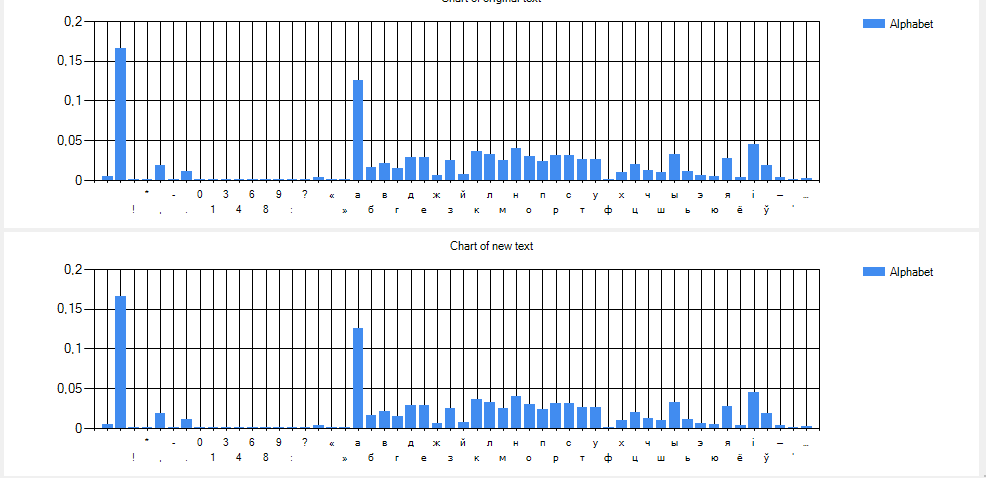 Chart of original text
Alphabet
0,2
0,15
0,1
0,05
0
* - 0 3 6 9 ? « а в д ж й л н п с у х ч ы э я і – ...
! , . 1 4 8 : » б г е з к м о р т ф ц ш ь ю ё ў ’
Chart of new text
Alphabet
0,2
0,15
0,1
0,05
0
* - 0 3 6 9 ? « а в д ж й л н п с у х ч ы э я і – ...
! , . 1 4 8 : » б г е з к м о р т ф ц ш ь ю ё ў ’